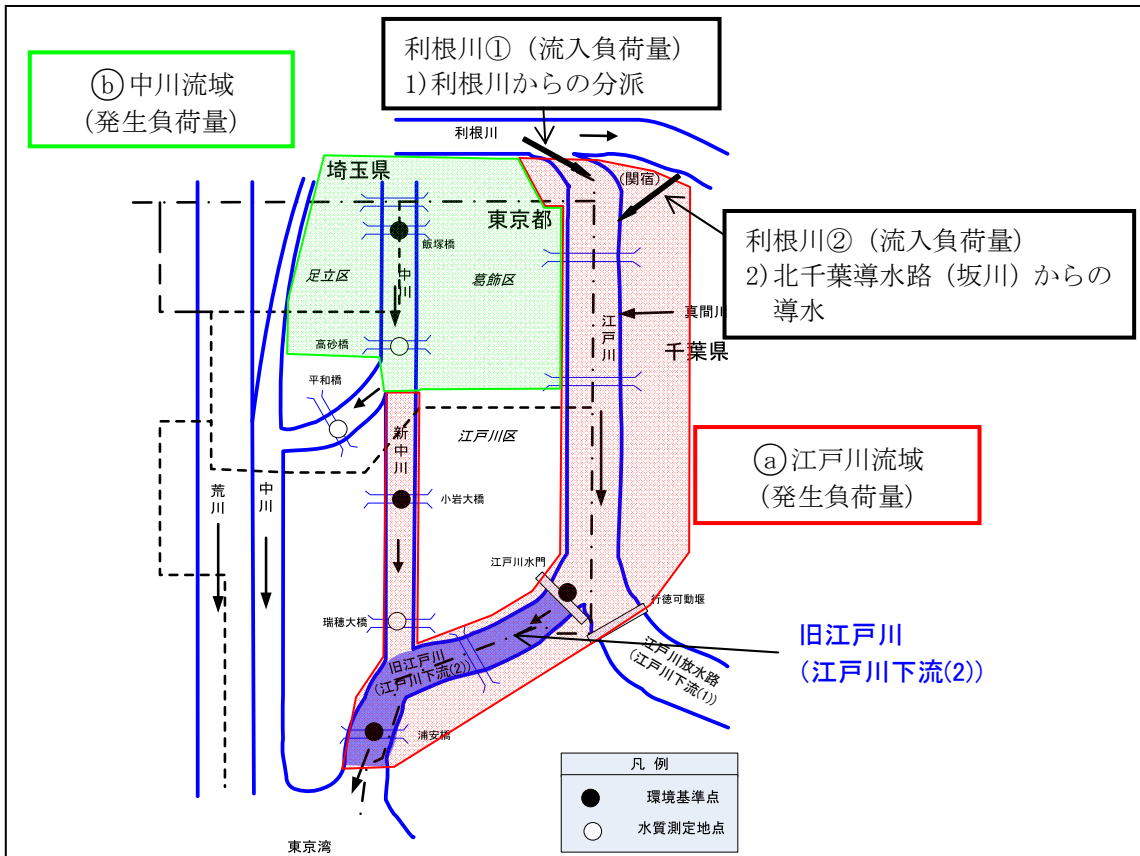 利根川①（流入負荷量）
1)利根川からの分派
ⓑ中川流域
(発生負荷量)
利根川
埼玉県
(関宿)
東京都
飯塚橋
利根川②（流入負荷量）
2)北千葉導水路（坂川）からの
導水
足立区
中川
葛飾区
江戸川
真間川
高砂橋
千葉県
平和橋
新中川
江戸川区
ⓐ江戸川流域
(発生負荷量)
荒川
中川
小岩大橋
江戸川水門
行徳可動堰
瑞穂大橋
旧江戸川
(江戸川下流(2))
江戸川放水路
(江戸川下流(1))
旧江戸川
(江戸川下流(2))
浦安橋
凡 例
環境基準点
水質測定地点
東京湾